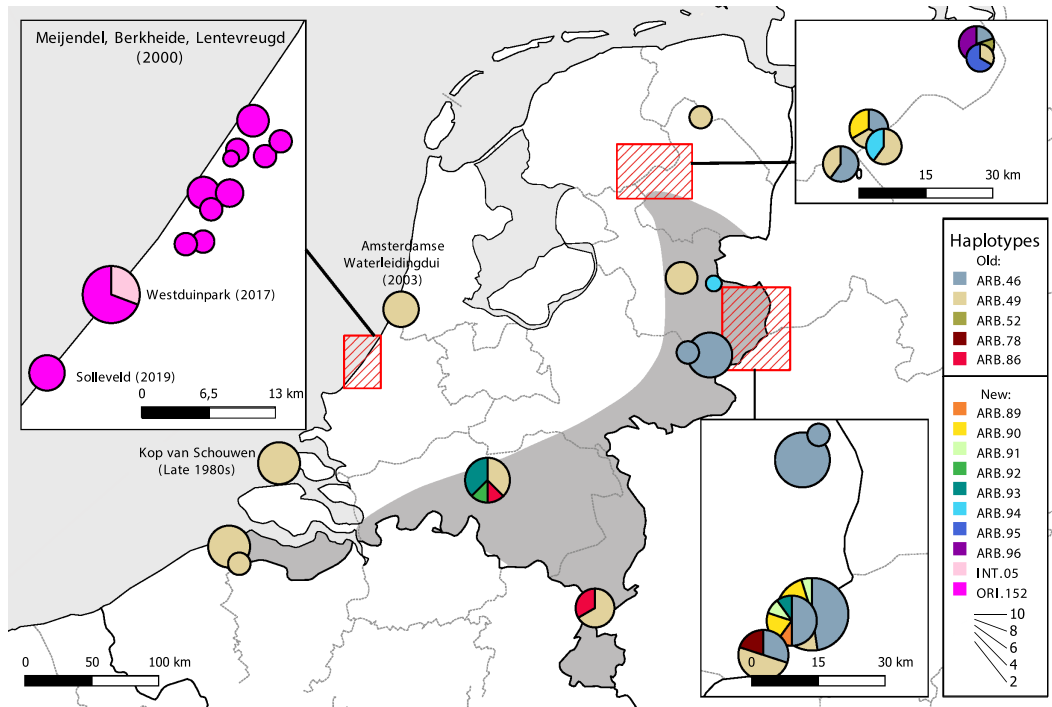 Meijendel, Berkheide, Lentevreugd
(2000)
Westduinpark (2017)
Solleveld (2019)
0 6,5 13 km
Amsterdamse
Waterleidingdui
(2003)
Kop van Schouwen
(Late 1980s)
0 50 100 km
0 15 30 km
0 15 30 km
Haplotypes
Old:
ARB.46
ARB.49
ARB.52
ARB.78
ARB.86
New:
ARB.89
ARB.90
ARB.91
ARB.92
ARB.93
ARB.94
ARB.95
ARB.96
INT.05
ORI.152
10
8
6
4
2